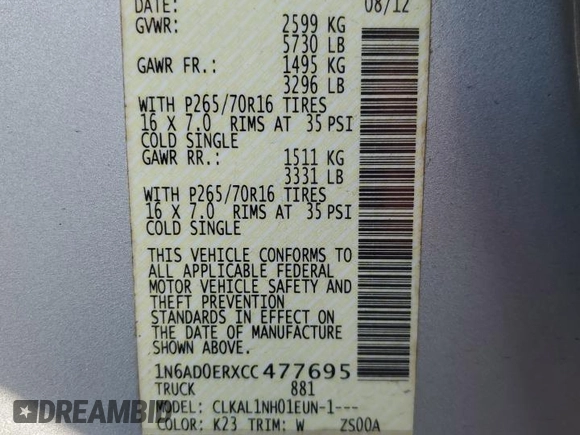 DATE: 08/12
GVWR: 2599 KG
5730 LB
GAWR FR.: 1495 KG
3296 LB
WITH P265/70R16 TIRES
16 X 7.0 RIMS AT 35 PSI
COLD SINGLE
GAWR RR.: 1511 KG
3331 LB
WITH P265/70R16 TIRES
16 X 7.0 RIMS AT 35 PSI
COLD SINGLE
THIS VEHICLE CONFORMS TO
ALL APPLICABLE FEDERAL
MOTOR VEHICLE SAFETY AND
THEFT PREVENTION
STANDARDS IN EFFECT ON
THE DATE OF MANUFACTURE
SHOWN ABOVE.
1N6AD0ERXCC477695
TRUCK 881
MODEL: CLKAL1NH01EUN-1---
COLOR: K23 TRIM: W ZS00A